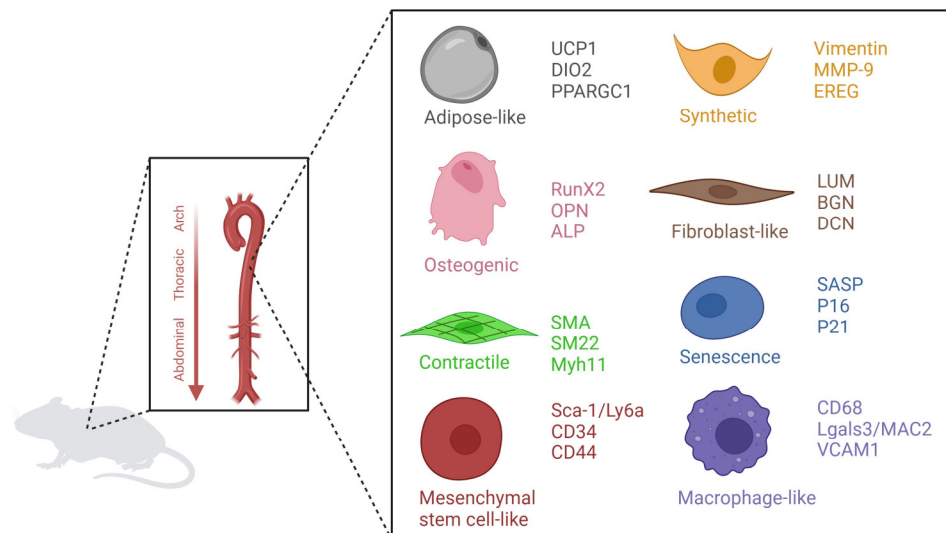 Arch
Thoracic
Abdominal
UCP1
DIO2
PPARGC1
Adipose-like
Vimentin
MMP-9
EREG
Synthetic
RunX2
OPN
ALP
Osteogenic
LUM
BGN
DCN
Fibroblast-like
SMA
SM22
Myh11
Contractile
SASP
P16
P21
Senescence
Sca-1/Ly6a
CD34
CD44
Mesenchymal
stem cell-like
CD68
Lgals3/MAC2
VCAM1
Macrophage-like